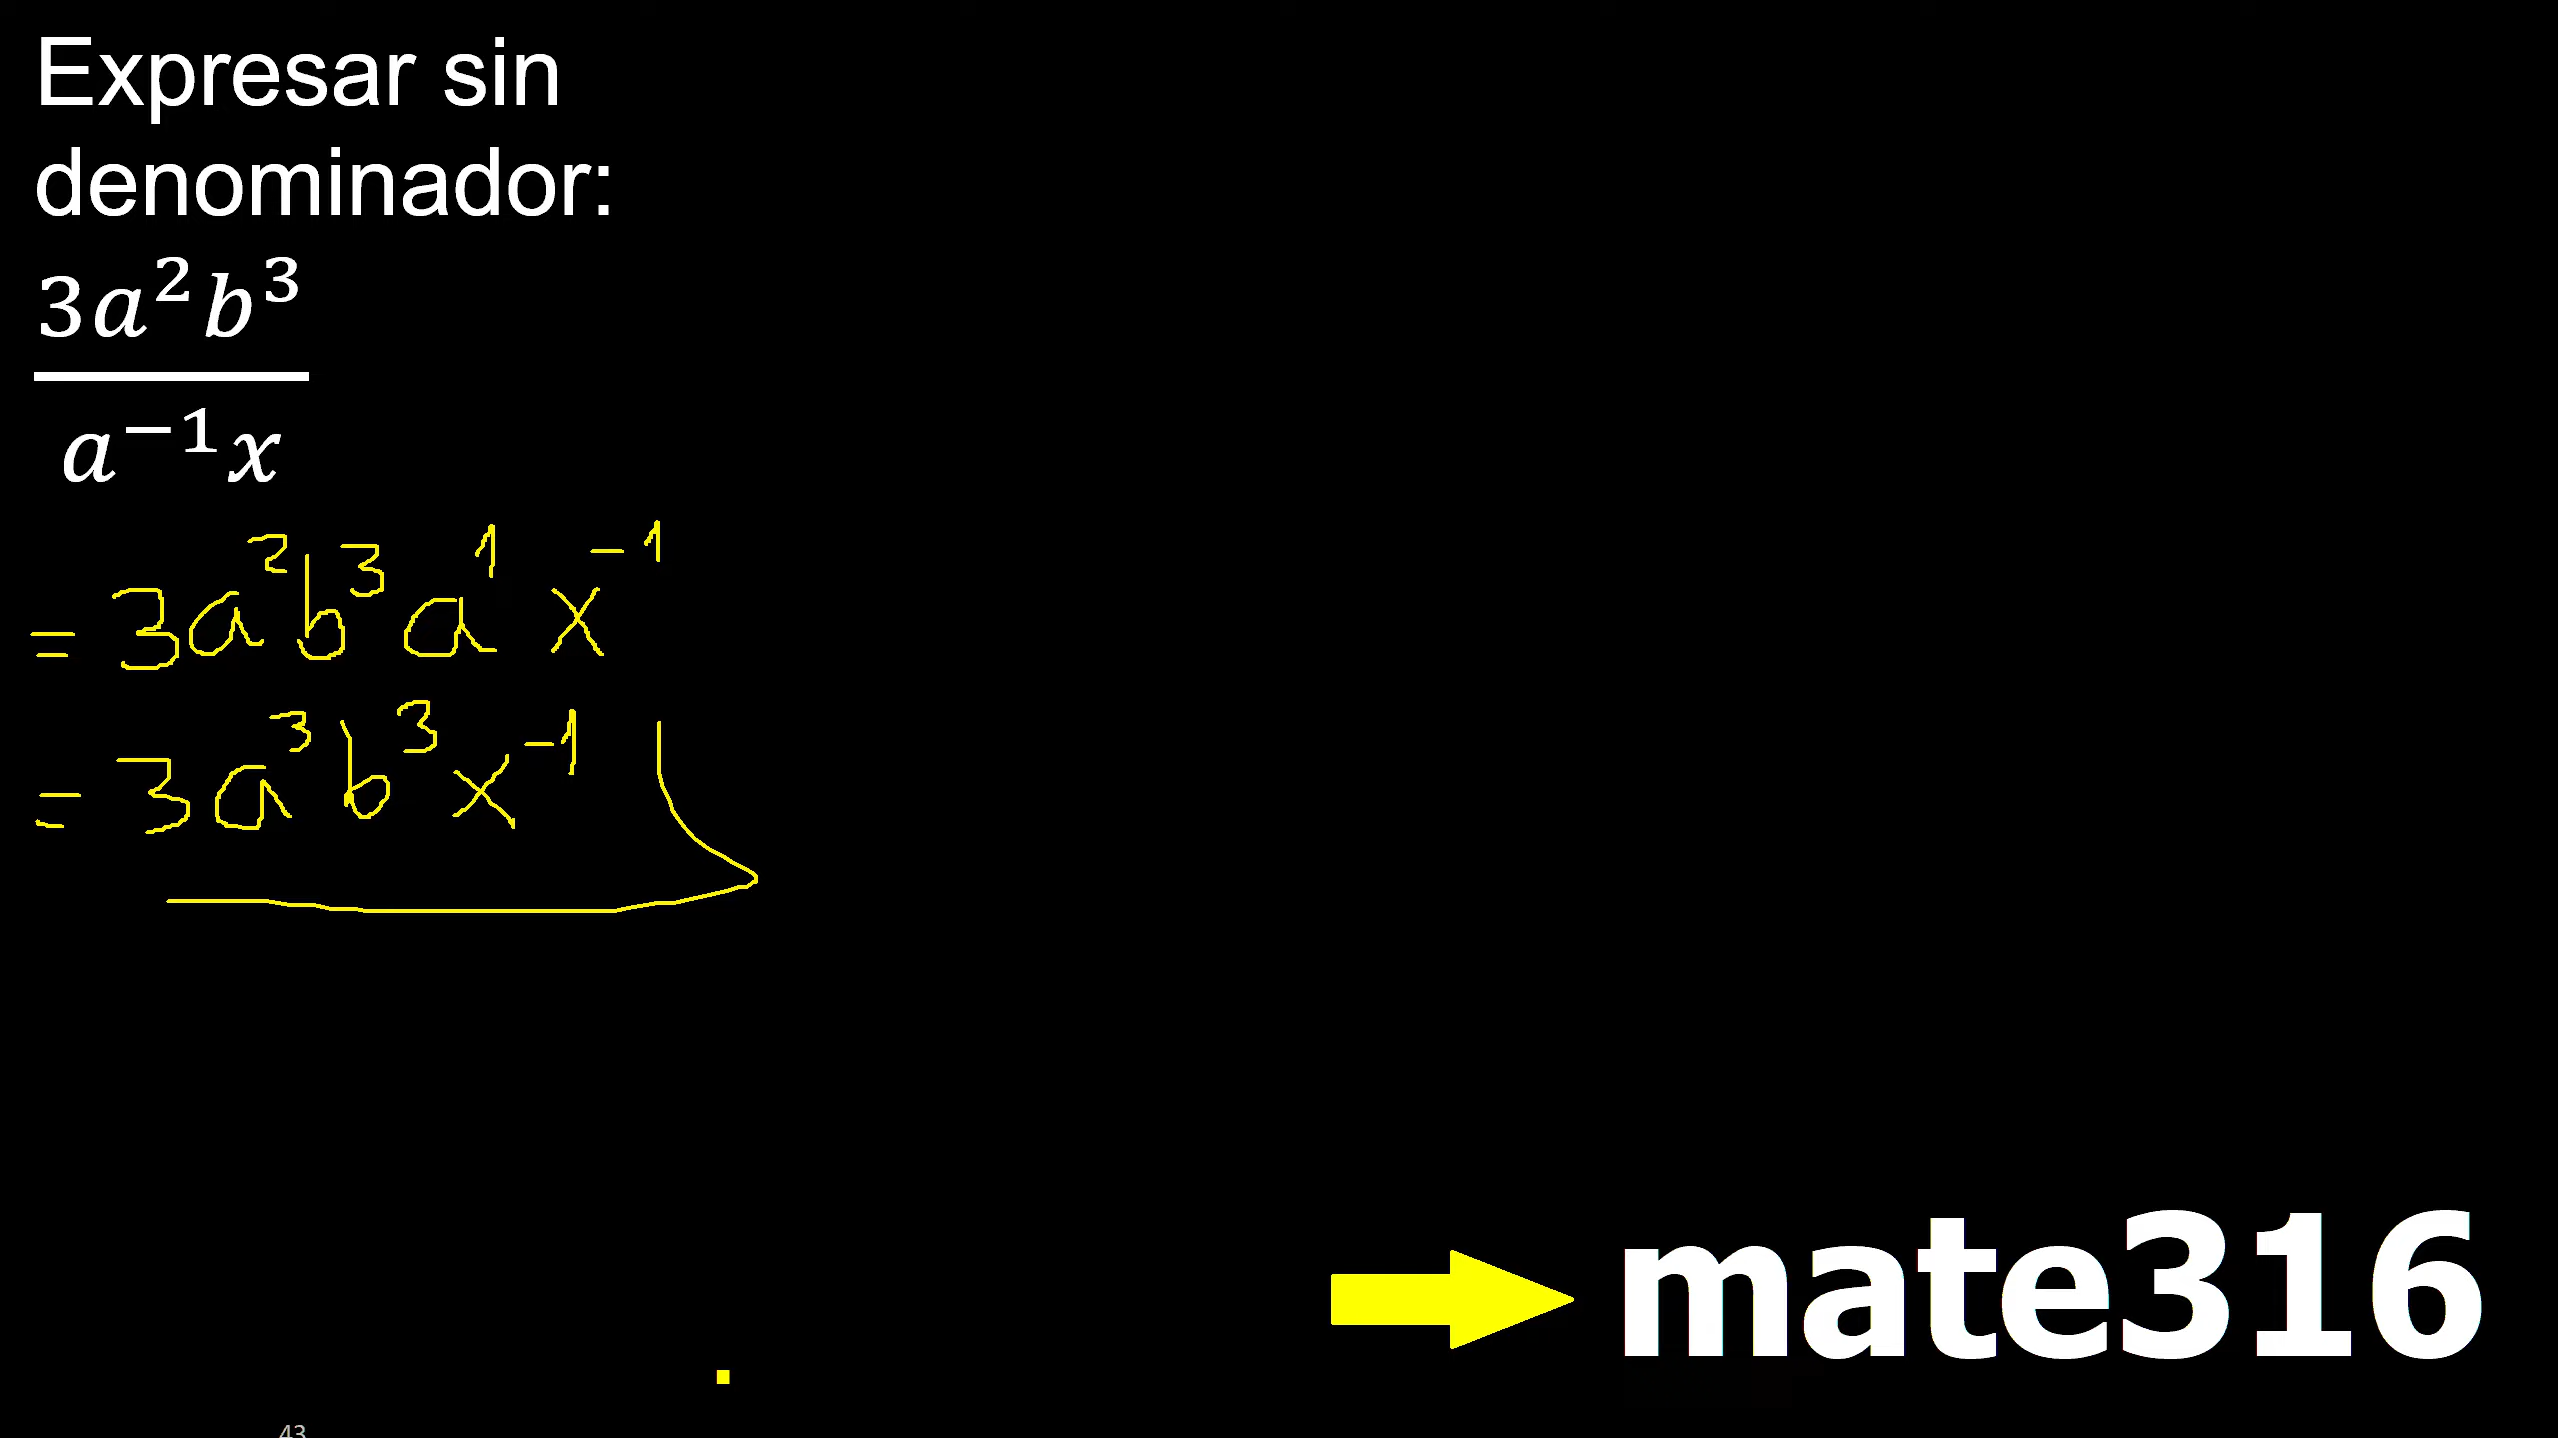 Expresar sin
denominador:
3a²b³
a⁻¹x
= 3a²b³a¹x⁻¹
= 3a³b³x⁻¹
mate316
43